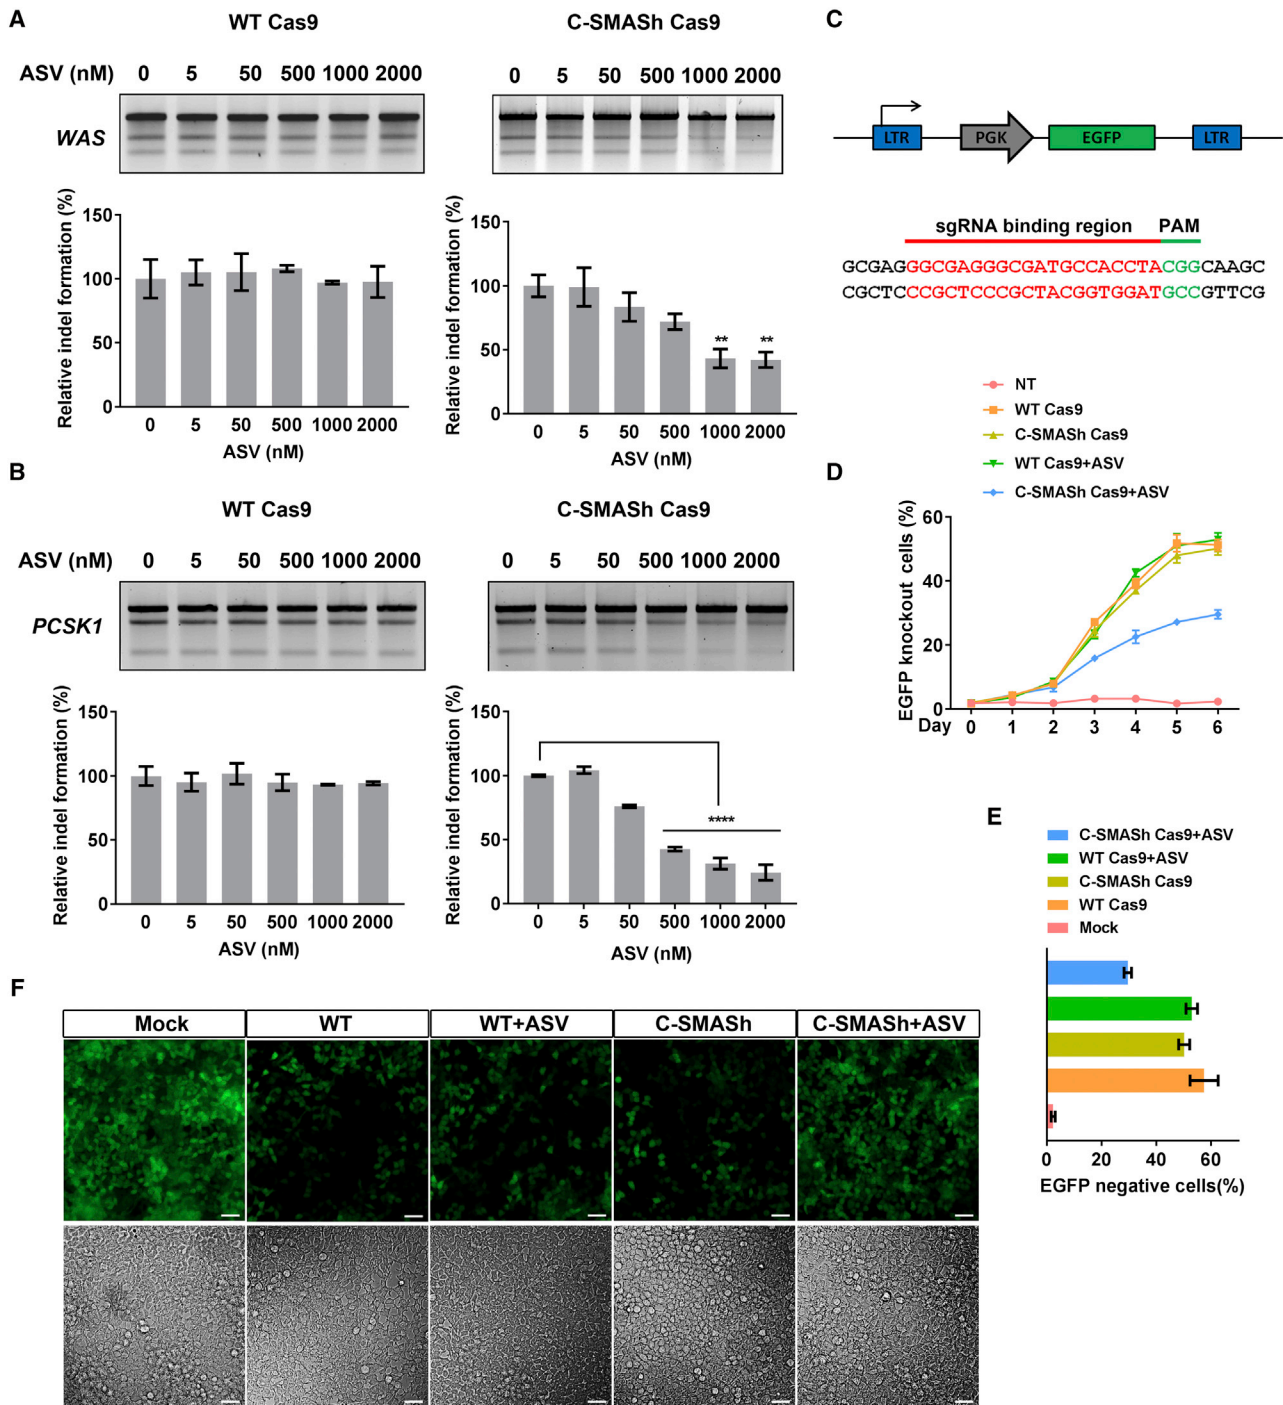 A
WT Cas9
C-SMASh Cas9
ASV (nM) 0 5 50 500 1000 2000
0 5 50 500 1000 2000
WAS
Relative indel formation (%)
150
100
50
0
0 5 50 500 1000 2000
ASV (nM)
Relative indel formation (%)
150
100
50
0
** **
0 5 50 500 1000 2000
ASV (nM)
B
WT Cas9
C-SMASh Cas9
ASV (nM) 0 5 50 500 1000 2000
0 5 50 500 1000 2000
PCSK1
Relative indel formation (%)
150
100
50
0
0 5 50 500 1000 2000
ASV (nM)
Relative indel formation (%)
150
100
50
0
****
0 5 50 500 1000 2000
ASV (nM)
C
LTR PGK EGFP LTR
sgRNA binding region PAM
GCGAGGGCGAGGGCGATGCCACCTACGGCAAGC
CGCTCCCGCTCCCGCTACGGTGGATGCCGTTCG
NT
WT Cas9
C-SMASh Cas9
WT Cas9+ASV
C-SMASh Cas9+ASV
D
EGFP knockout cells (%)
60
40
20
0
Day 0 1 2 3 4 5 6
E
C-SMASh Cas9+ASV
WT Cas9+ASV
C-SMASh Cas9
WT Cas9
Mock
0 20 40 60
EGFP negative cells(%)
F
Mock WT WT+ASV C-SMASh C-SMASh+ASV